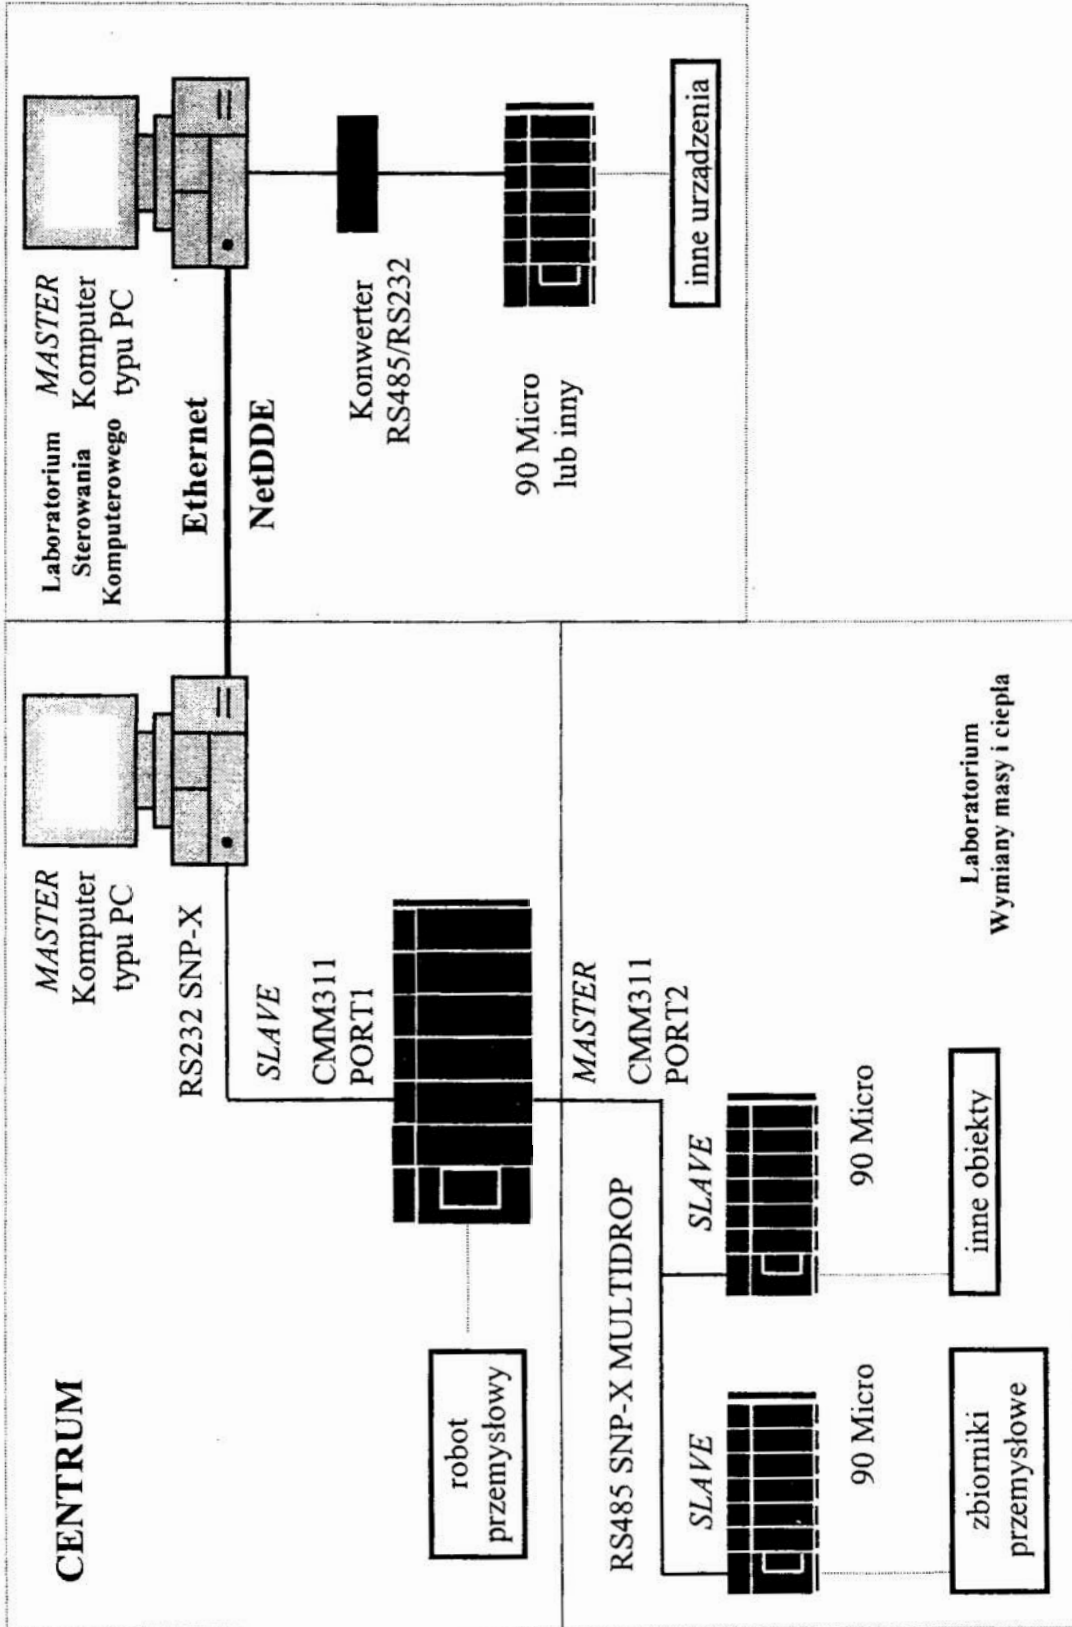 CENTRUM
MASTER
Komputer
typu PC
RS232 SNP-X
SLAVE
CMM311
PORT1
robot
przemysłowy
Laboratorium
Sterowania
Komputerowego
MASTER
Komputer
typu PC
Ethernet
NetDDE
Konwerter
RS485/RS232
90 Micro
lub inny
inne urządzenia
MASTER
CMM311
PORT2
RS485 SNP-X MULTIDROP
SLAVE
90 Micro
zbiorniki
przemysłowe
SLAVE
90 Micro
inne obiekty
Laboratorium
Wymiany masy i ciepła